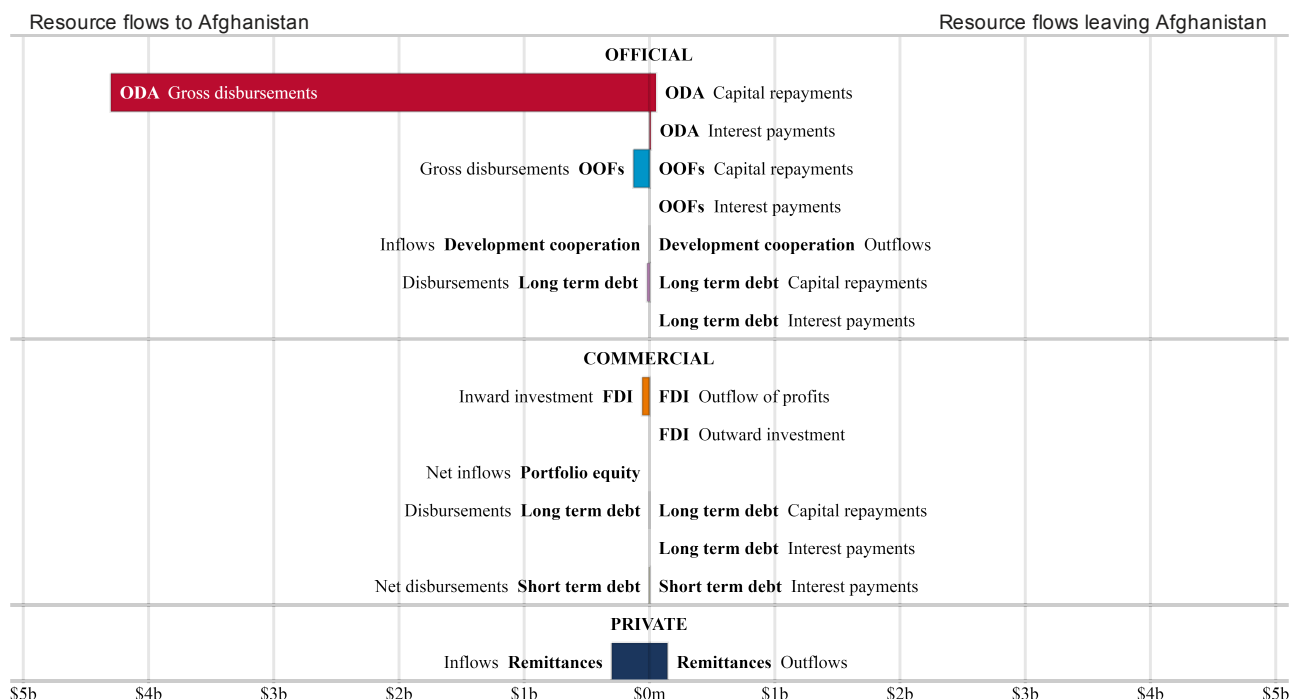 Resource flows to Afghanistan Resource flows leaving Afghanistan
OFFICIAL
ODA Gross disbursements ODA Capital repayments
ODA Interest payments
Gross disbursements OOFs OOFs Capital repayments
OOFs Interest payments
Inflows Development cooperation Development cooperation Outflows
Disbursements Long term debt Long term debt Capital repayments
Long term debt Interest payments
COMMERCIAL
Inward investment FDI FDI Outflow of profits
FDI Outward investment
Net inflows Portfolio equity
Disbursements Long term debt Long term debt Capital repayments
Long term debt Interest payments
Net disbursements Short term debt Short term debt Interest payments
PRIVATE
Inflows Remittances Remittances Outflows
$5b $4b $3b $2b $1b $0m $1b $2b $3b $4b $5b